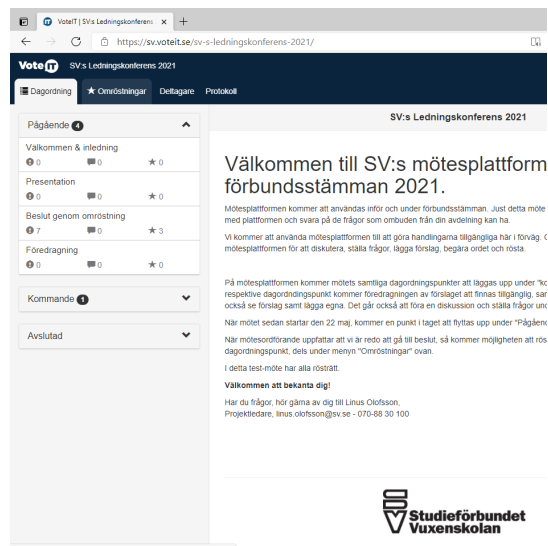 VoteIT | SV:s Ledningskonferens
https://sv.voteit.se/sv-s-ledningskonferens-2021/
VoteIT SV:s Ledningskonferens 2021
Dagordning Omröstningar Deltagare Protokoll
SV:s Ledningskonferens 2021
Pågående 4
Välkommen & inledning
0 0 0
Presentation
0 0 0
Beslut genom omröstning
7 0 3
Föredragning
0 0 0
Kommande 1
Avslutad
Välkommen till SV:s mötesplattform
förbundsstämman 2021.
Mötesplattformen kommer att användas inför och under förbundsstämman. Just detta möte
med plattformen och svara på de frågor som ombuden från din avdelning kan ha.
Vi kommer att använda mötesplattformen till att göra handlingarna tillgängliga här i förväg.
mötesplattformen för att diskutera, ställa frågor, lägga förslag, begära ordet och rösta.
På mötesplattformen kommer mötets samtliga dagordningspunkter att läggas upp under "ko
respektive dagordndingspunkt kommer föredragningen av förslaget att finnas tillgänglig, sa
också se förslag samt lägga egna. Det går också att föra en diskussion och ställa frågor un
När mötet sedan startar den 22 maj, kommer en punkt i taget att flyttas upp under "Pågåen
När mötesordförande uppfattar att vi är redo att gå till beslut, så kommer möjligheten att rös
dagordningspunkt, dels under menyn "Omröstningar" ovan.
I detta test-möte har alla rösträtt.
Välkommen att bekanta dig!
Har du frågor, hör gärna av dig till Linus Olofsson,
Projektledare, linus.olofsson@sv.se - 070-88 30 100
Studieförbundet
Vuxenskolan